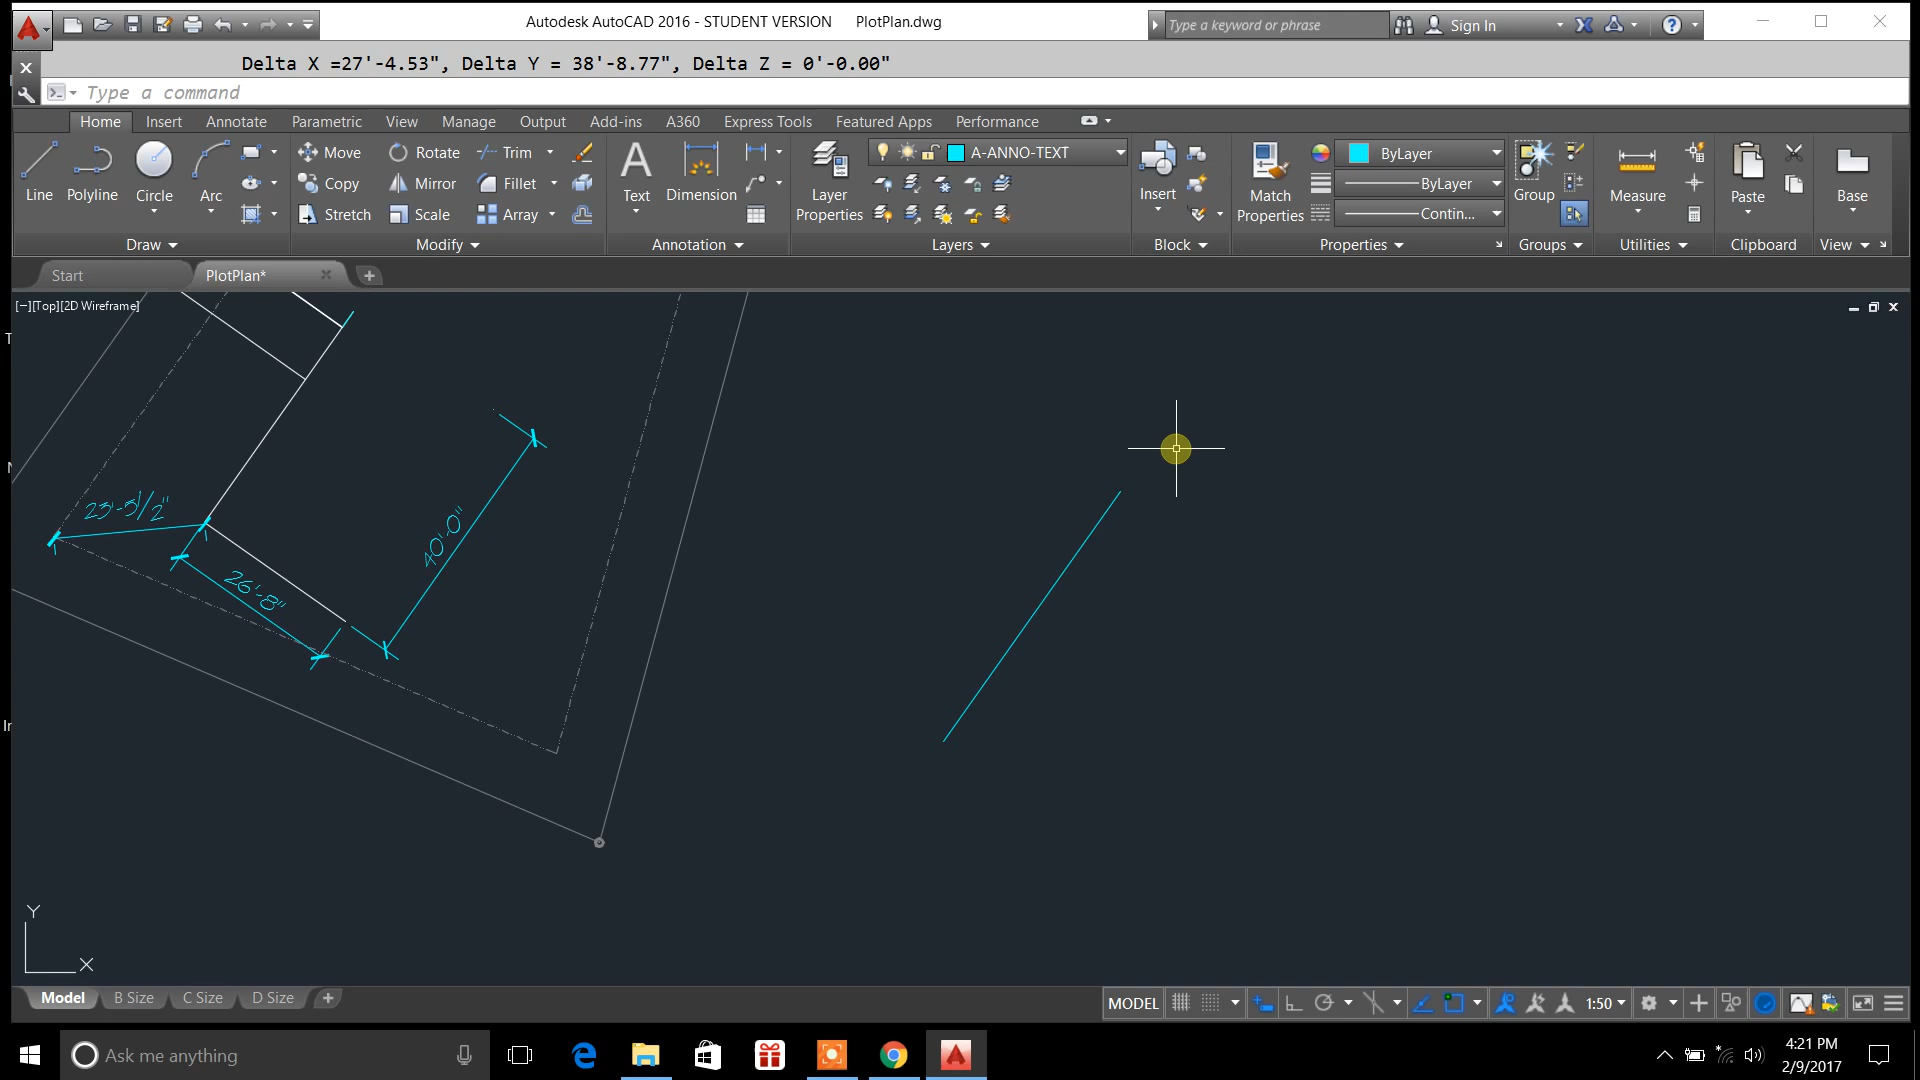 Autodesk AutoCAD 2016 - STUDENT VERSION PlotPlan.dwg
Type a keyword or phrase
Sign In
Delta X =27'-4.53", Delta Y = 38'-8.77", Delta Z = 0'-0.00"
Type a command
Home Insert Annotate Parametric View Manage Output Add-ins A360 Express Tools Featured Apps Performance
Line Polyline Circle Arc
Move Rotate Trim
Copy Mirror Fillet
Stretch Scale Array
Text Dimension
Layer Properties
A-ANNO-TEXT
Insert
Match Properties
ByLayer
ByLayer
Contin...
Group
Measure
Paste
Base
Draw Modify Annotation Layers Block Properties Groups Utilities Clipboard View
Start PlotPlan*
[−][Top][2D Wireframe]
23'-5 1/2"
40'-0"
26'-8"
Y
X
Model B Size C Size D Size
MODEL 1:50
Ask me anything
4:21 PM
2/9/2017